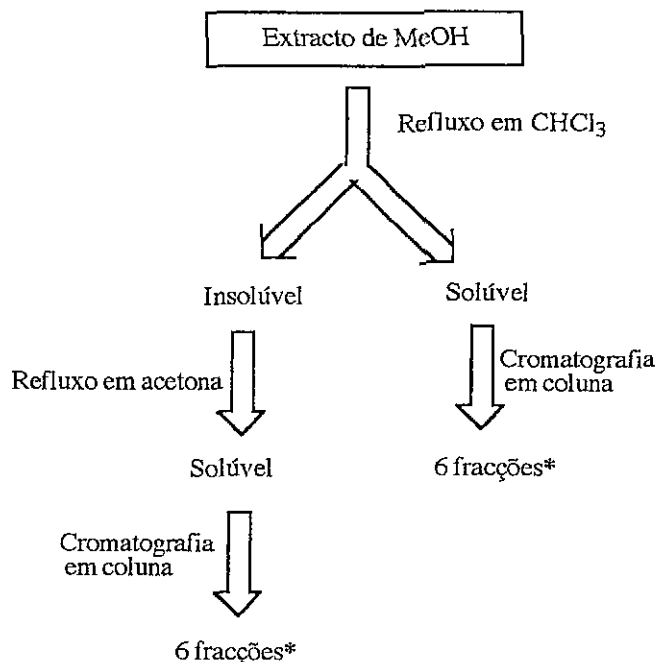 Extracto de MeOH
Refluxo em CHCl3
Insolúvel
Solúvel
Refluxo em acetona
Cromatografia
em coluna
Solúvel
6 fracções*
Cromatografia
em coluna
6 fracções*